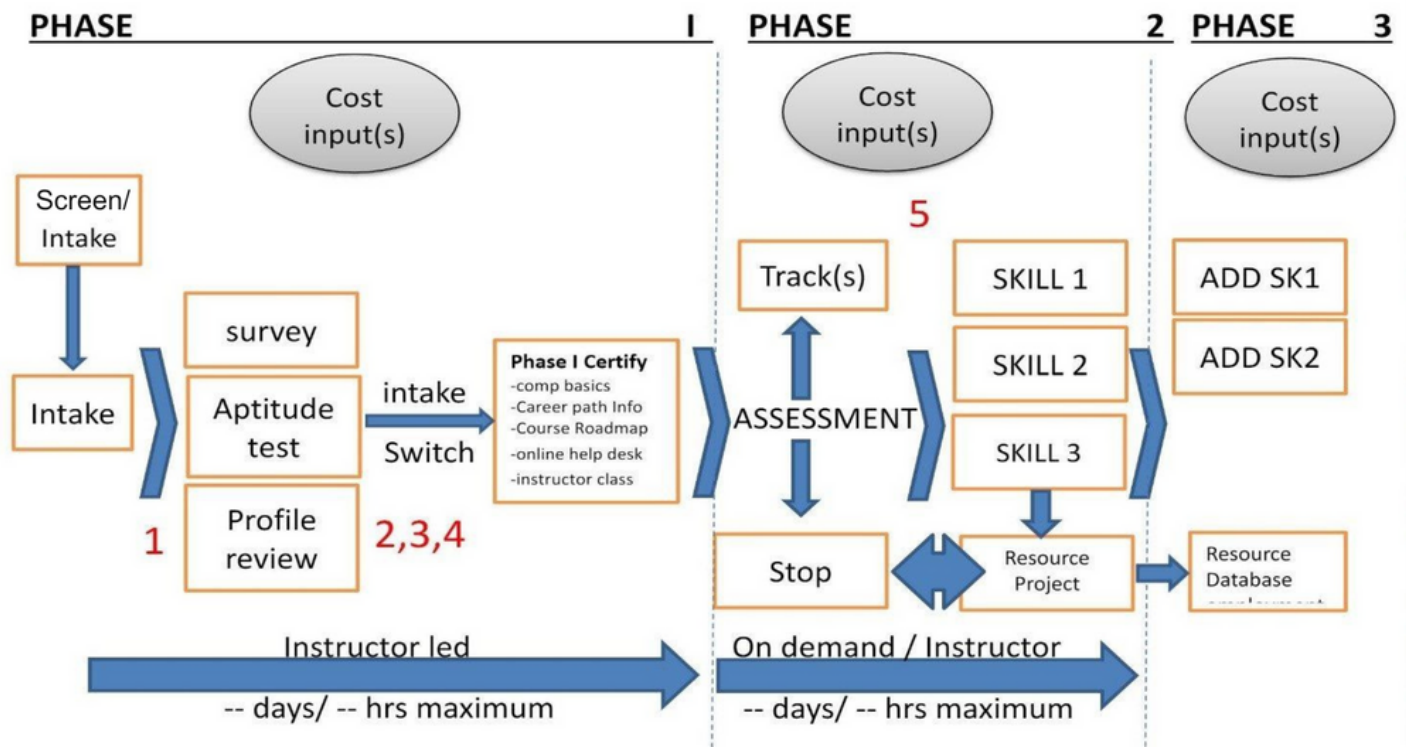 PHASE I
PHASE 2
PHASE 3
Cost
input(s)
Cost
input(s)
Cost
input(s)
Screen/
Intake
Intake
1
survey
Aptitude
test
Profile
review
intake
Switch
2,3,4
Phase I Certify
-comp basics
-Career path Info
-Course Roadmap
-online help desk
-instructor class
5
Track(s)
ASSESSMENT
Stop
SKILL 1
SKILL 2
SKILL 3
Resource
Project
ADD SK1
ADD SK2
Resource
Database
Instructor led
-- days/ -- hrs maximum
On demand / Instructor
-- days/ -- hrs maximum